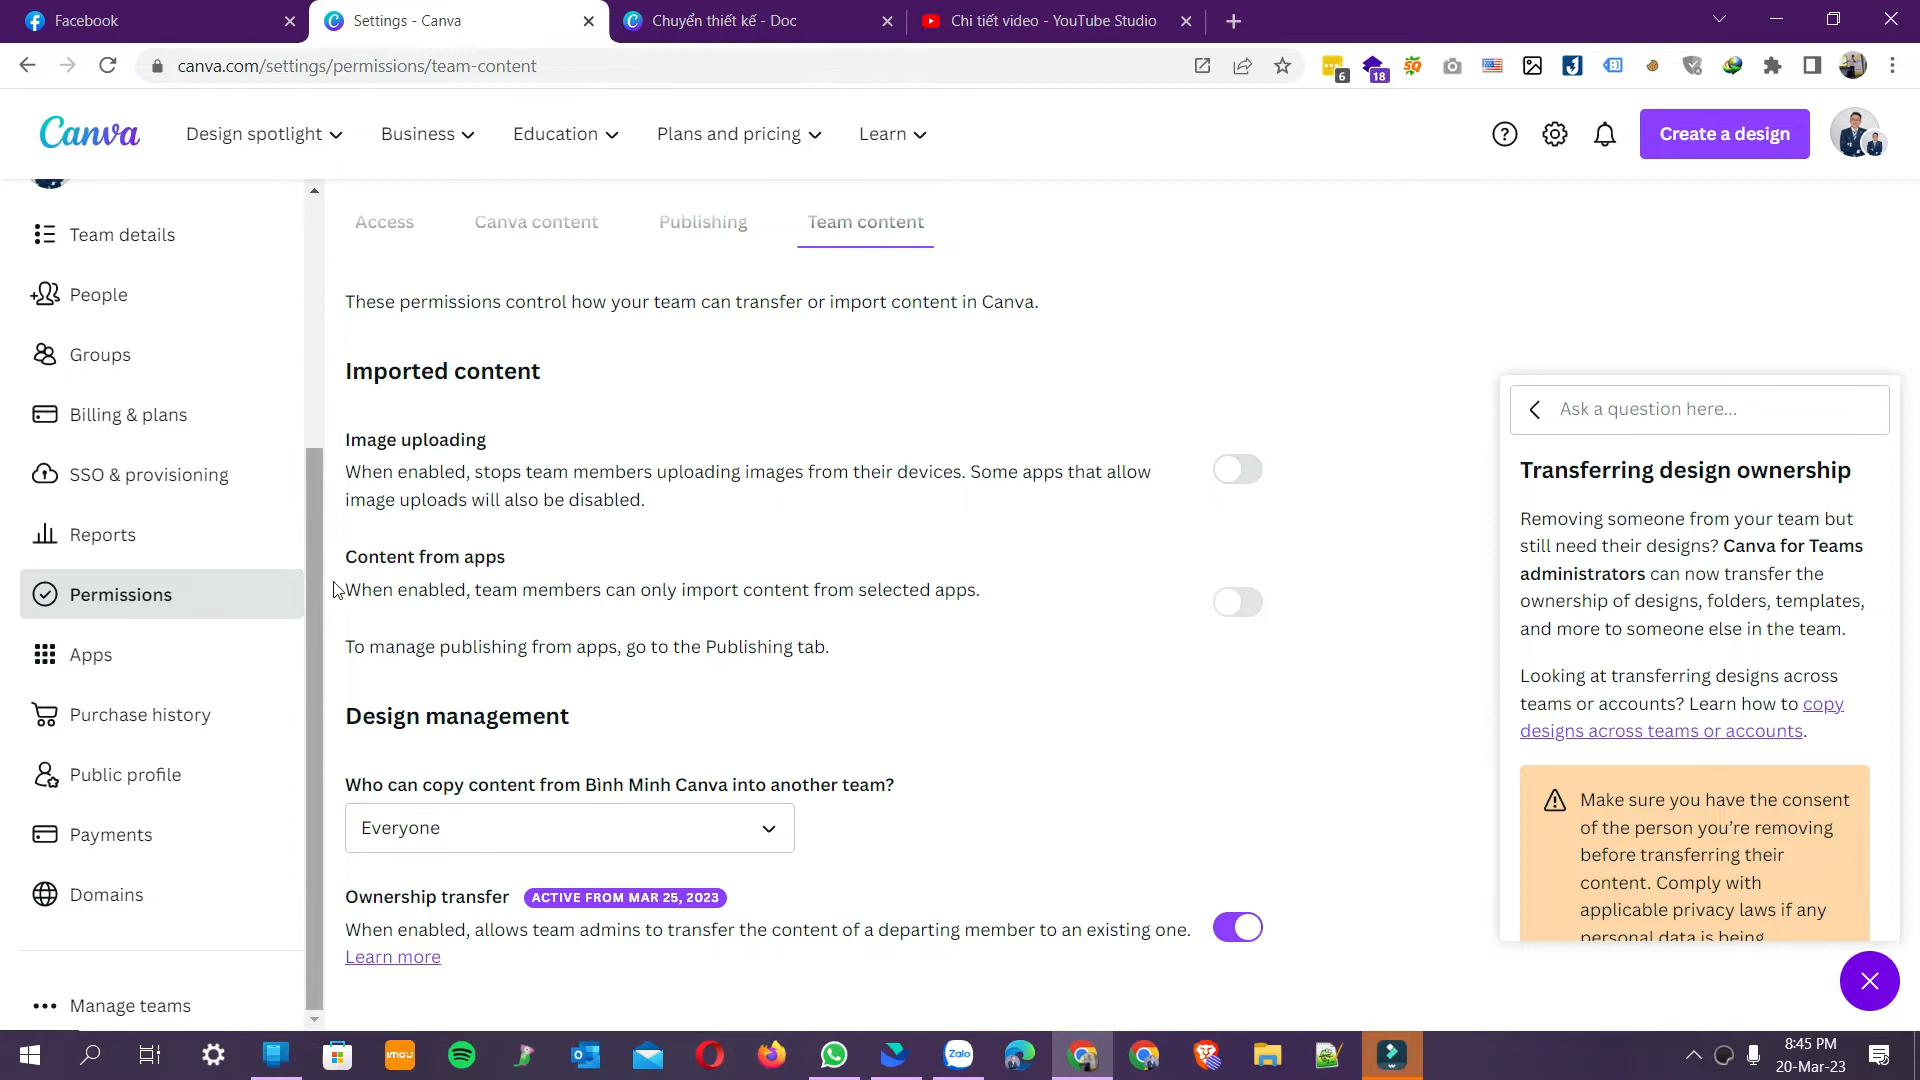 Facebook
Settings - Canva
Chuyển thiết kế - Doc
Chi tiết video - YouTube Studio
canva.com/settings/permissions/team-content
6
18
SQ
Canva
Design spotlight
Business
Education
Plans and pricing
Learn
Create a design
Team details
People
Groups
Billing & plans
SSO & provisioning
Reports
Permissions
Apps
Purchase history
Public profile
Payments
Domains
Manage teams
Access
Canva content
Publishing
Team content
These permissions control how your team can transfer or import content in Canva.
Imported content
Image uploading
When enabled, stops team members uploading images from their devices. Some apps that allow
image uploads will also be disabled.
Content from apps
When enabled, team members can only import content from selected apps.
To manage publishing from apps, go to the Publishing tab.
Design management
Who can copy content from Bình Minh Canva into another team?
Everyone
Ownership transfer
ACTIVE FROM MAR 25, 2023
When enabled, allows team admins to transfer the content of a departing member to an existing one.
Learn more
Ask a question here...
Transferring design ownership
Removing someone from your team but
still need their designs? Canva for Teams
administrators can now transfer the
ownership of designs, folders, templates,
and more to someone else in the team.
Looking at transferring designs across
teams or accounts? Learn how to copy
designs across teams or accounts.
Make sure you have the consent
of the person you’re removing
before transferring their
content. Comply with
applicable privacy laws if any
personal data is being
imou
Zalo
8:45 PM
20-Mar-23